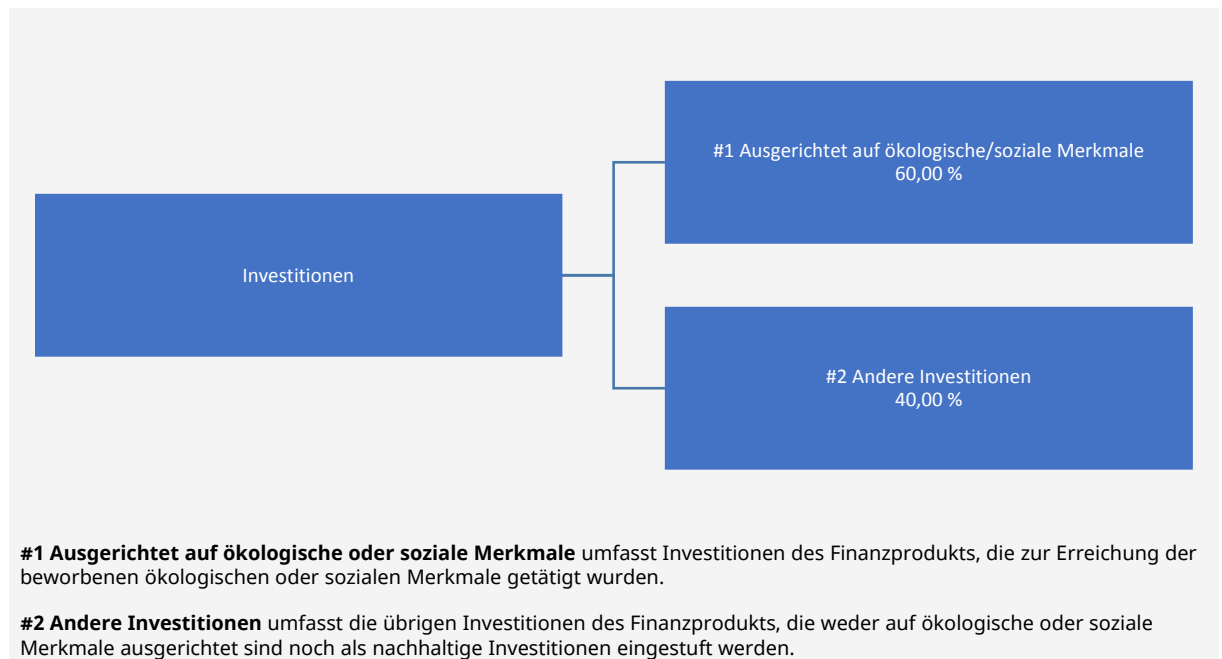 #1 Ausgerichtet auf ökologische/soziale Merkmale
60,00 %
Investitionen
#2 Andere Investitionen
40,00 %
#1 Ausgerichtet auf ökologische oder soziale Merkmale umfasst Investitionen des Finanzprodukts, die zur Erreichung der
beworbenen ökologischen oder sozialen Merkmale getätigt wurden.
#2 Andere Investitionen umfasst die übrigen Investitionen des Finanzprodukts, die weder auf ökologische oder soziale
Merkmale ausgerichtet sind noch als nachhaltige Investitionen eingestuft werden.